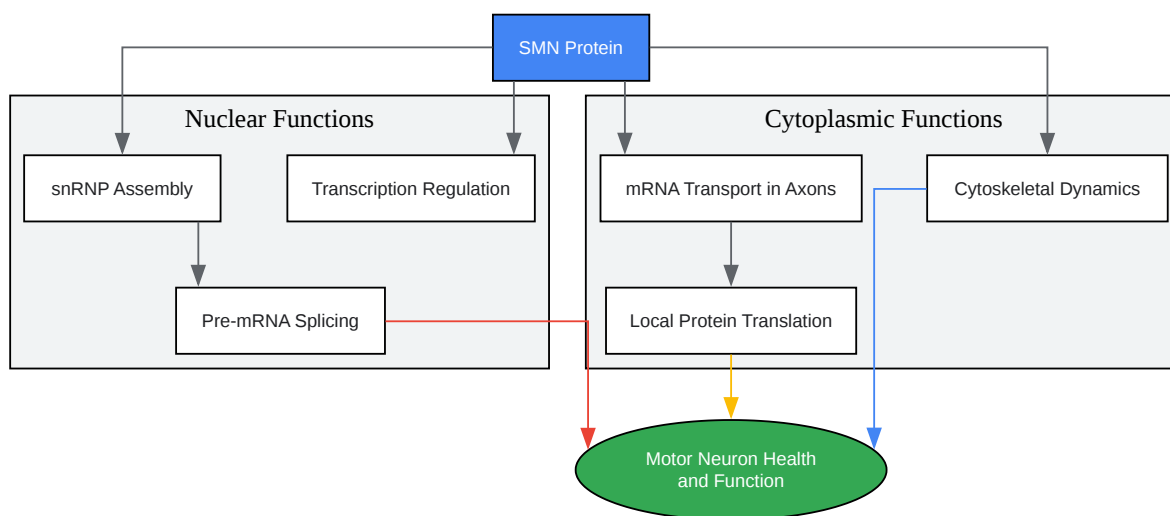 SMN Protein
Nuclear Functions
Cytoplasmic Functions
snRNP Assembly
Transcription Regulation
mRNA Transport in Axons
Cytoskeletal Dynamics
Pre-mRNA Splicing
Local Protein Translation
Motor Neuron Health
and Function